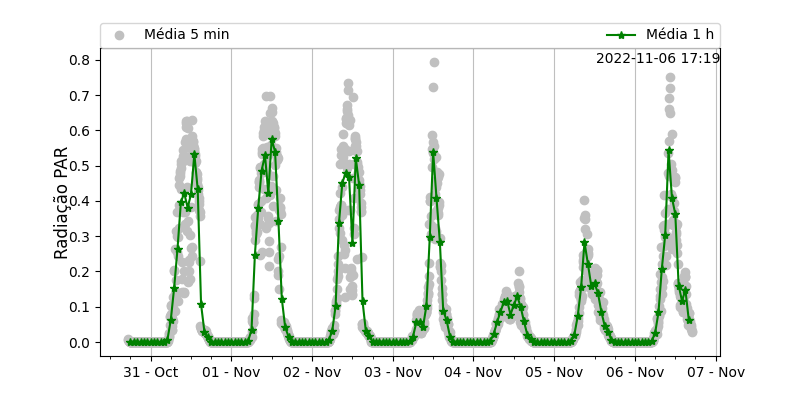 Média 5 min
Média 1 h
2022-11-06 17:19
Radiação PAR
0.8
0.7
0.6
0.5
0.4
0.3
0.2
0.1
0.0
31 - Oct
01 - Nov
02 - Nov
03 - Nov
04 - Nov
05 - Nov
06 - Nov
07 - Nov